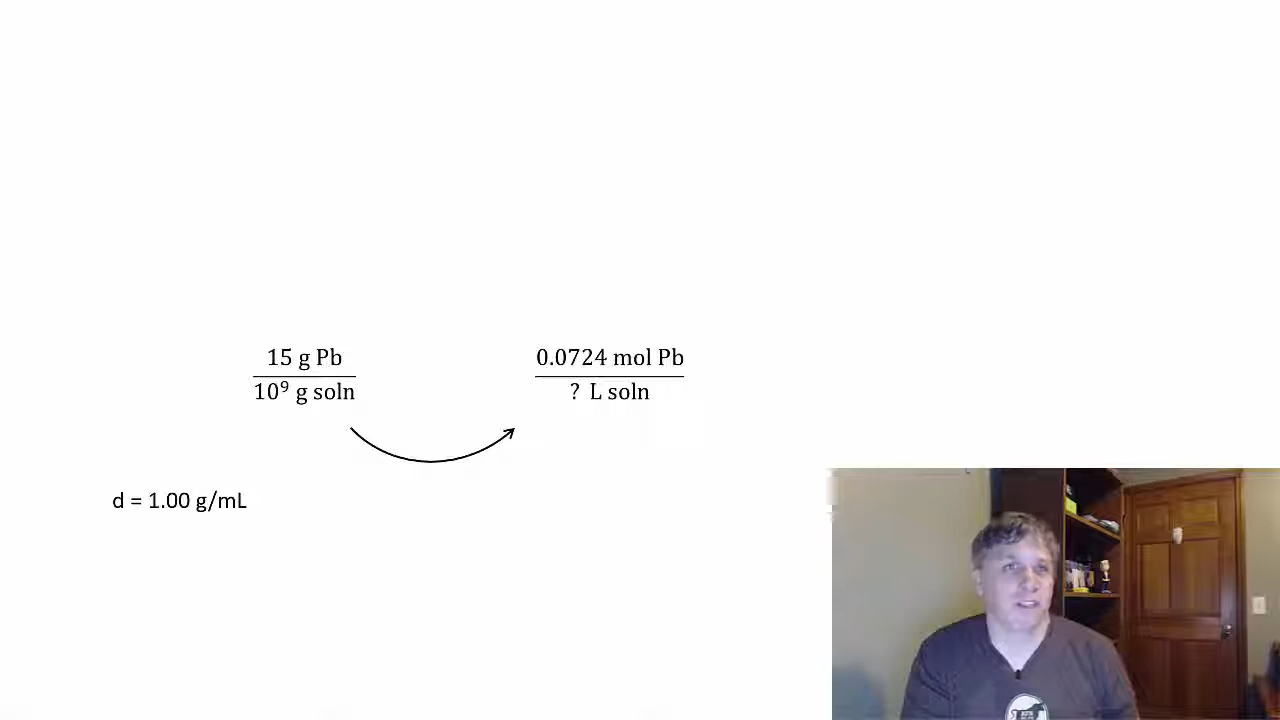 15 g Pb
10⁹ g soln
0.0724 mol Pb
? L soln
d = 1.00 g/mL